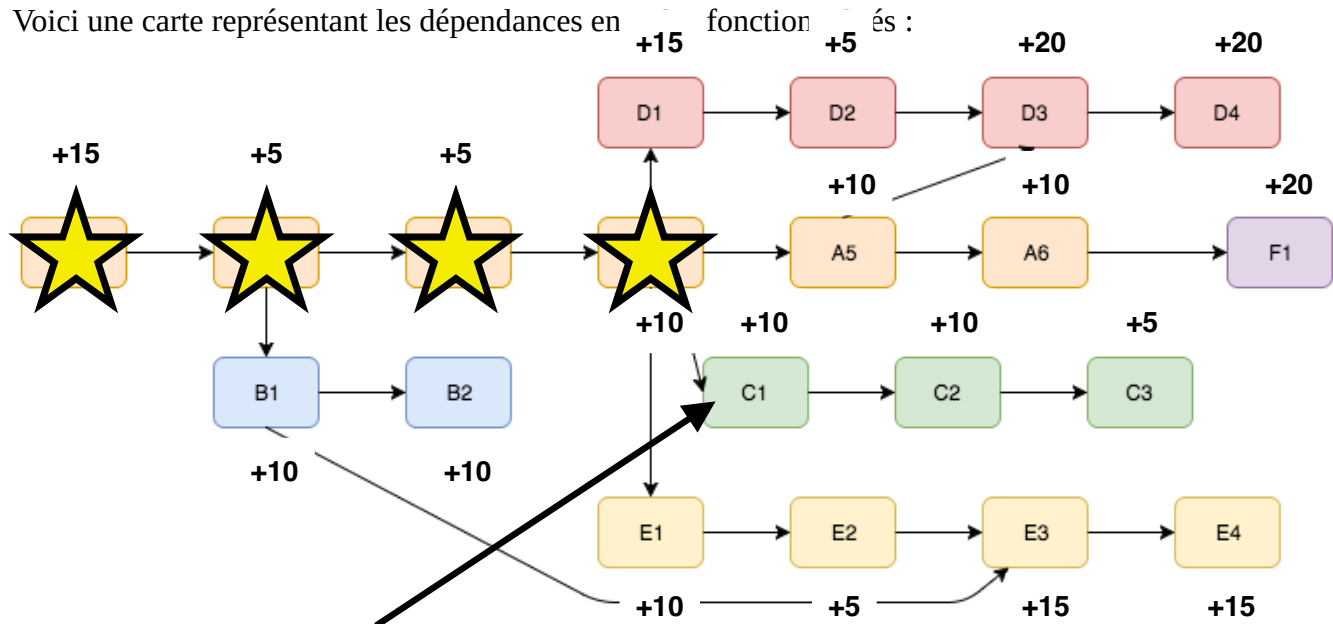 Voici une carte représentant les dépendances en fonction és :
+15 +5 +20 +20
D1 D2 D3 D4
+15 +5 +5 +10 +10 +20
A5 A6 F1
+10 +10 +10 +5
B1 B2 C1 C2 C3
+10 +10
E1 E2 E3 E4
+10 +5 +15 +15